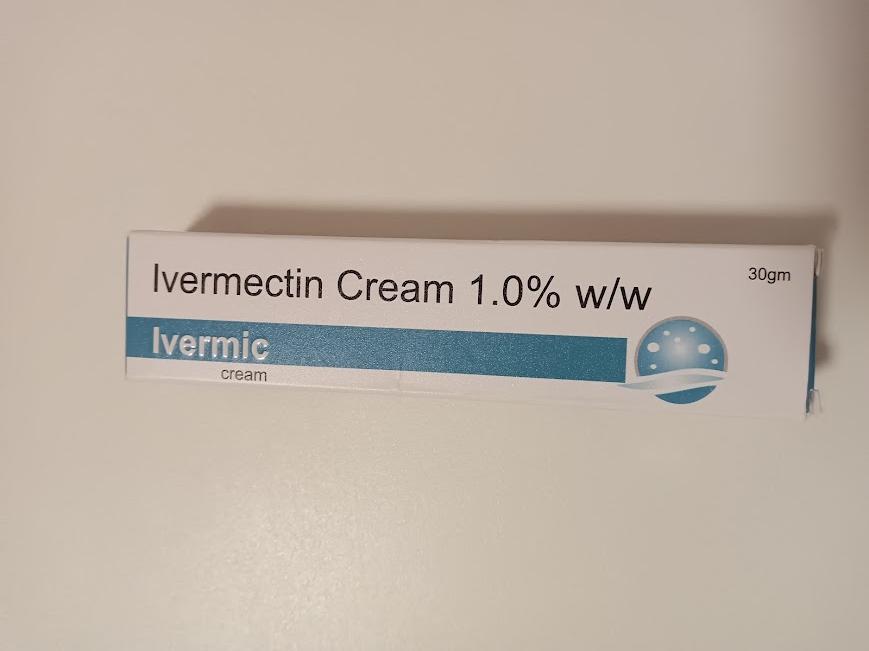 Ivermectin Cream 1.0% w/w
30gm
Ivermic
cream